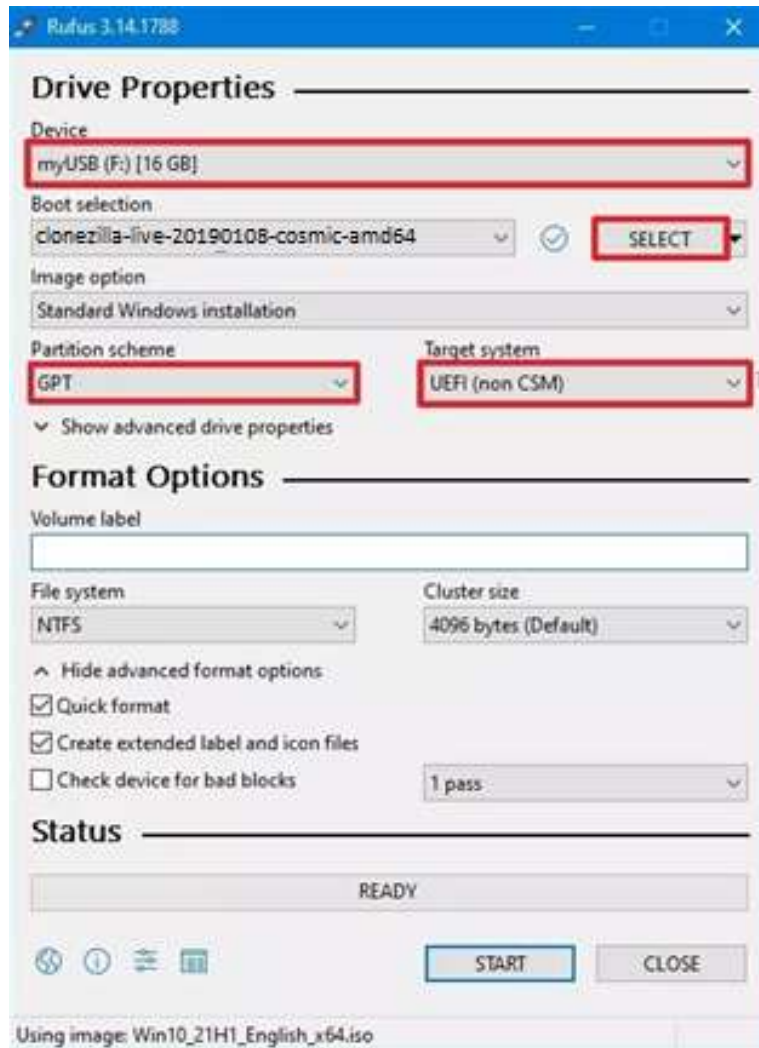 Rufus 3.14.1788
Drive Properties
Device
myUSB (F:) [16 GB]
Boot selection
clonezilla-live-20190108-cosmic-amd64
SELECT
Image option
Standard Windows installation
Partition scheme
Target system
GPT
UEFI (non CSM)
Show advanced drive properties
Format Options
Volume label
File system
Cluster size
NTFS
4096 bytes (Default)
Hide advanced format options
Quick format
Create extended label and icon files
Check device for bad blocks
1 pass
Status
READY
START
CLOSE
Using image: Win10_21H1_English_x64.iso